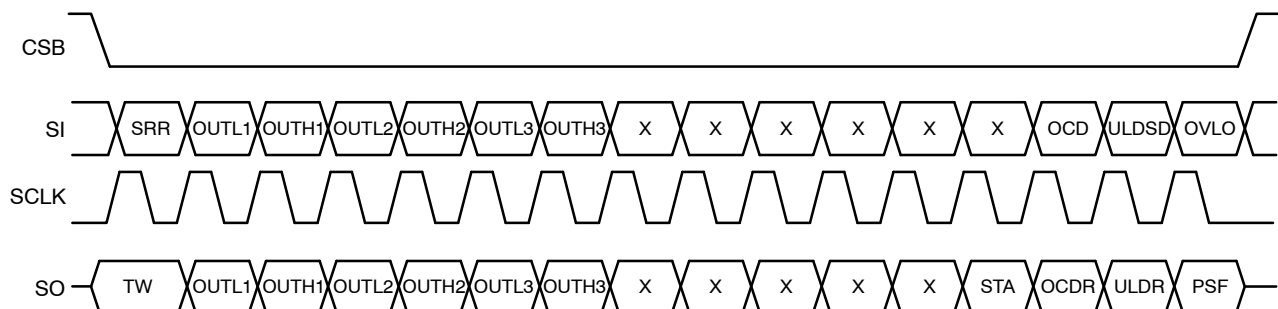 CSB
SI SRR OUTL1 OUTH1 OUTL2 OUTH2 OUTL3 OUTH3 X X X X X X OCD ULDSD OVLO
SCLK
SO TW OUTL1 OUTH1 OUTL2 OUTH2 OUTL3 OUTH3 X X X X X STA OCDR ULDR PSF